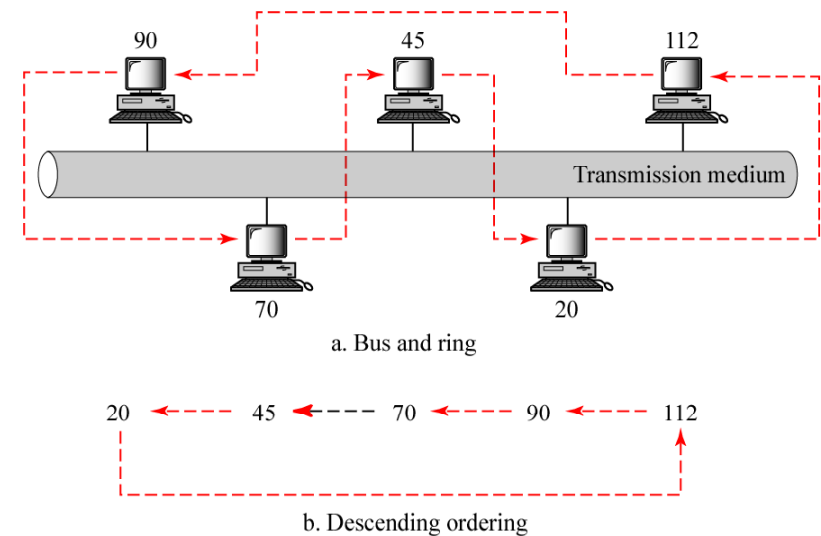 90 45 112
Transmission medium
70 20
a. Bus and ring
20 45 70 90 112
b. Descending ordering